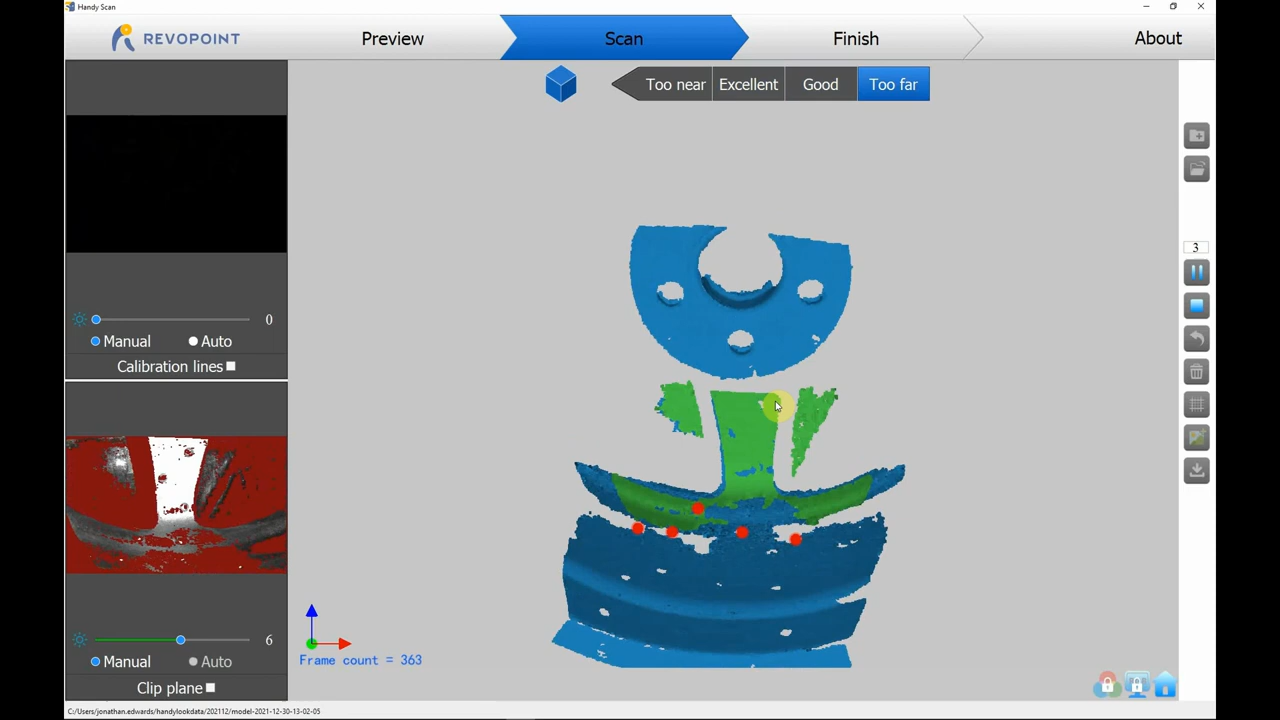 Handy Scan
REVOPOINT
Preview
Scan
Finish
About
Too near
Excellent
Good
Too far
0
Manual
Auto
Calibration lines
3
6
Manual
Auto
Clip plane
Frame count = 363
C:/Users/jonathan.edwards/handylookdata/202112/model-2021-12-30-13-02-05